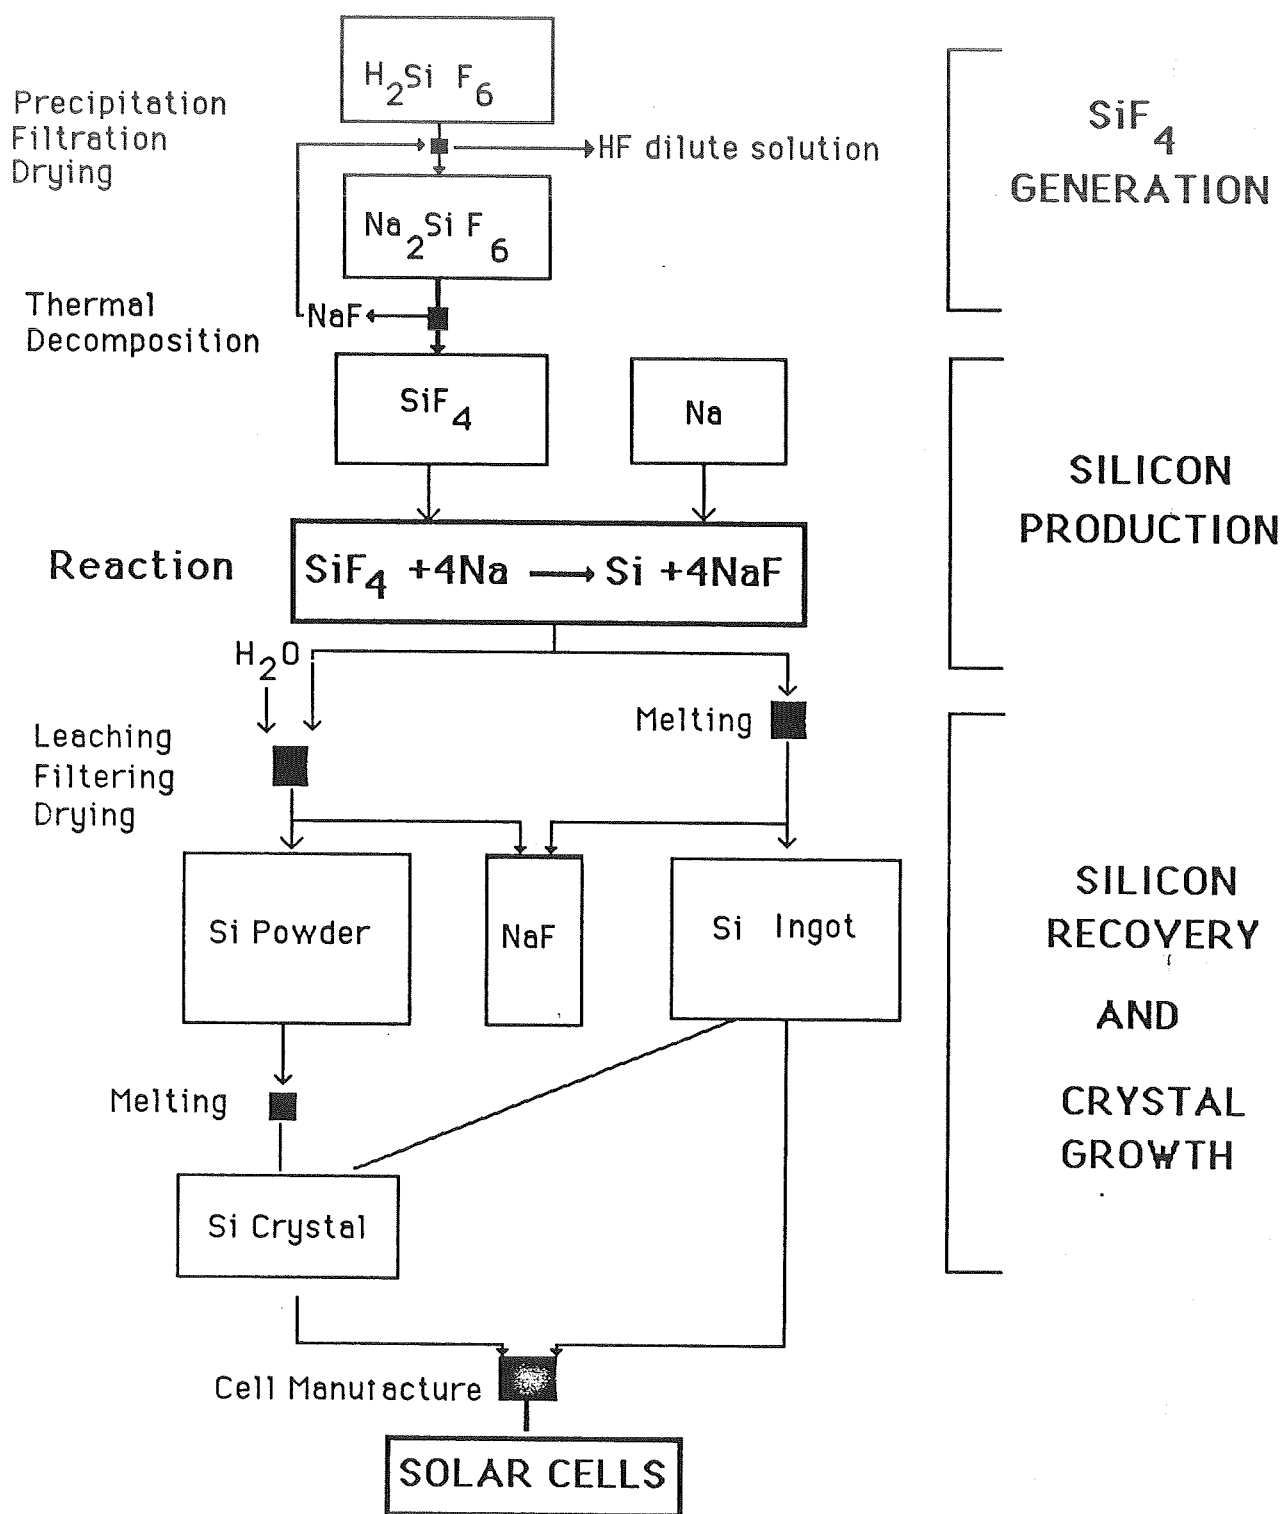 H2Si F6
Precipitation
Filtration
Drying
HF dilute solution
Na2Si F6
SiF4
GENERATION
Thermal
Decomposition
NaF
SiF4
Na
SILICON
PRODUCTION
Reaction
SiF4 +4Na → Si +4NaF
H2O
Melting
Leaching
Filtering
Drying
Si Powder
NaF
Si Ingot
SILICON
RECOVERY
AND
CRYSTAL
GROWTH
Melting
Si Crystal
Cell Manufacture
SOLAR CELLS